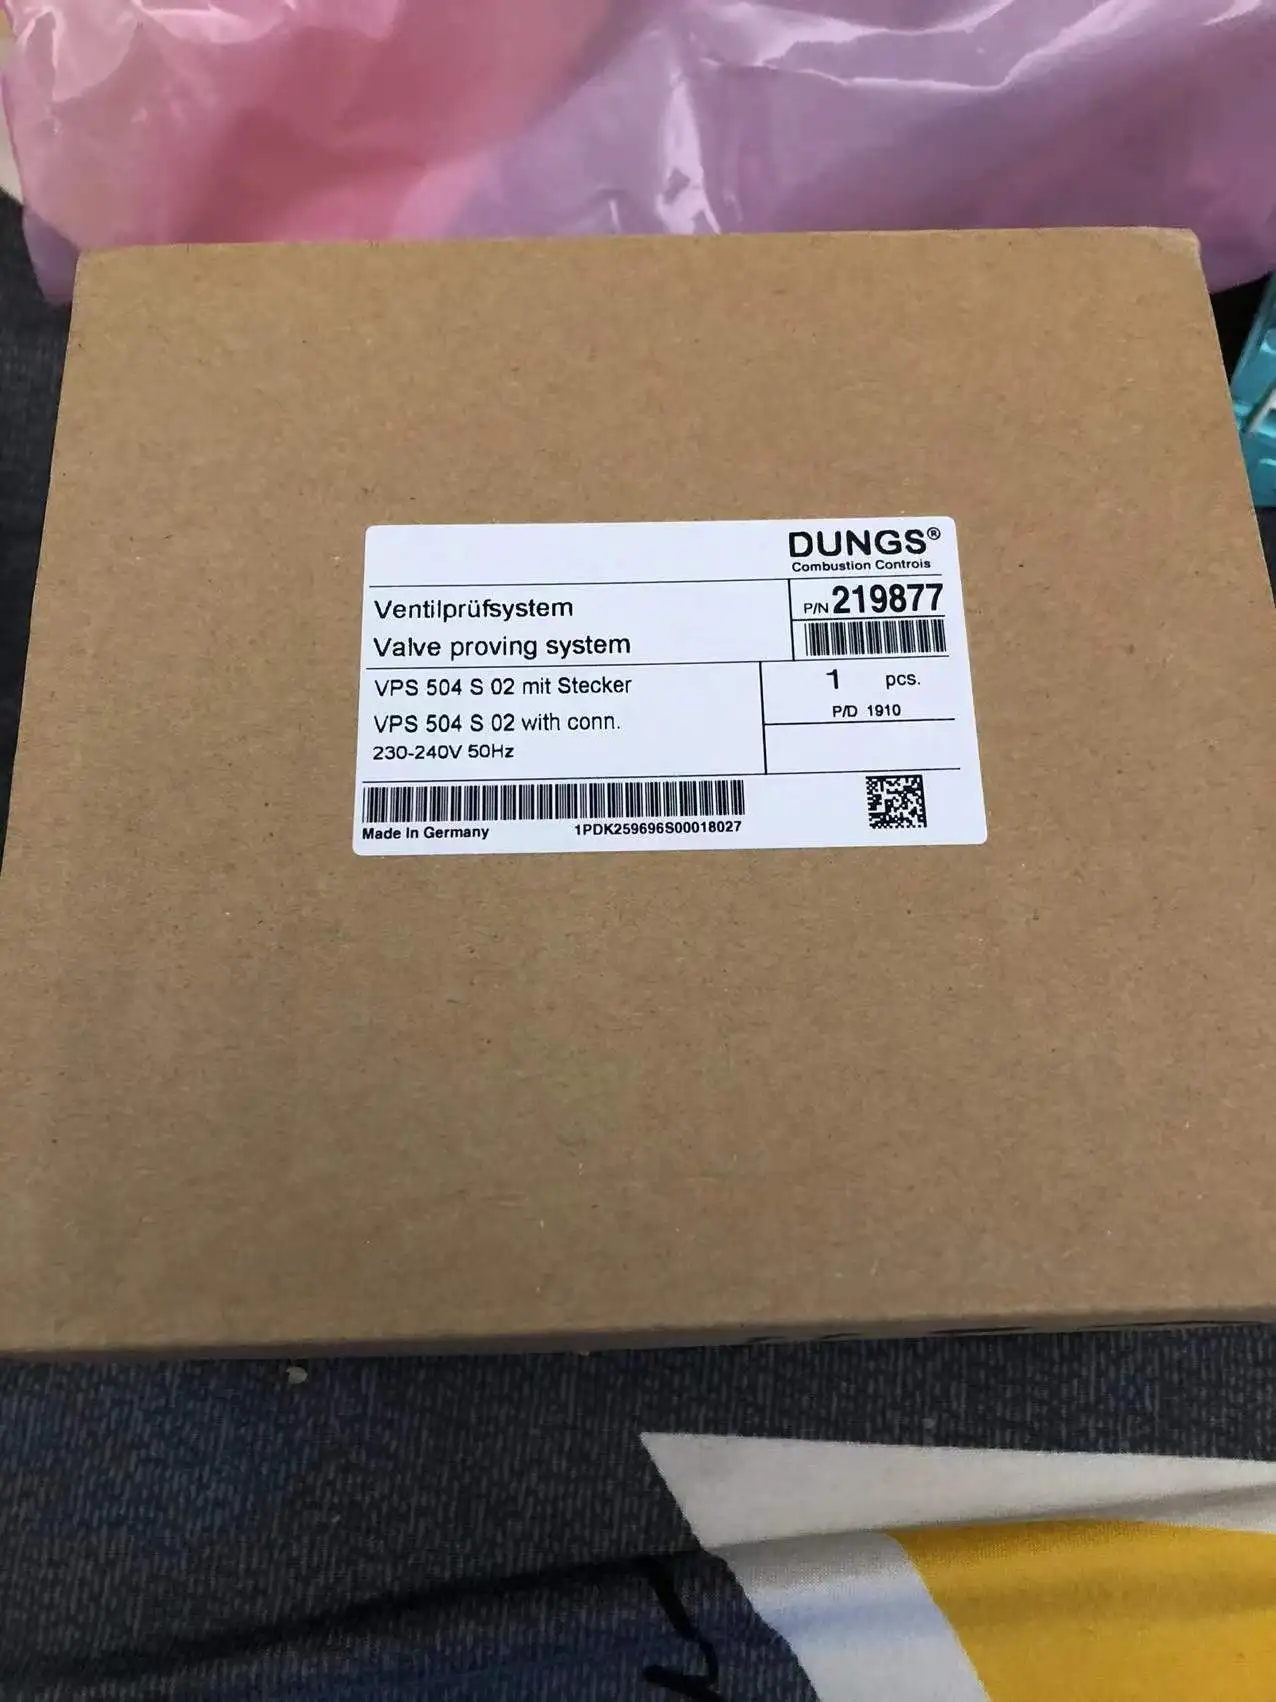 DUNGS®
Combustion Controls
Ventilprüfsystem
Valve proving system
P/N 219877
VPS 504 S 02 mit Stecker
VPS 504 S 02 with conn.
230-240V 50Hz
1 pcs.
P/D 1910
Made In Germany 1PDK259696S00018027